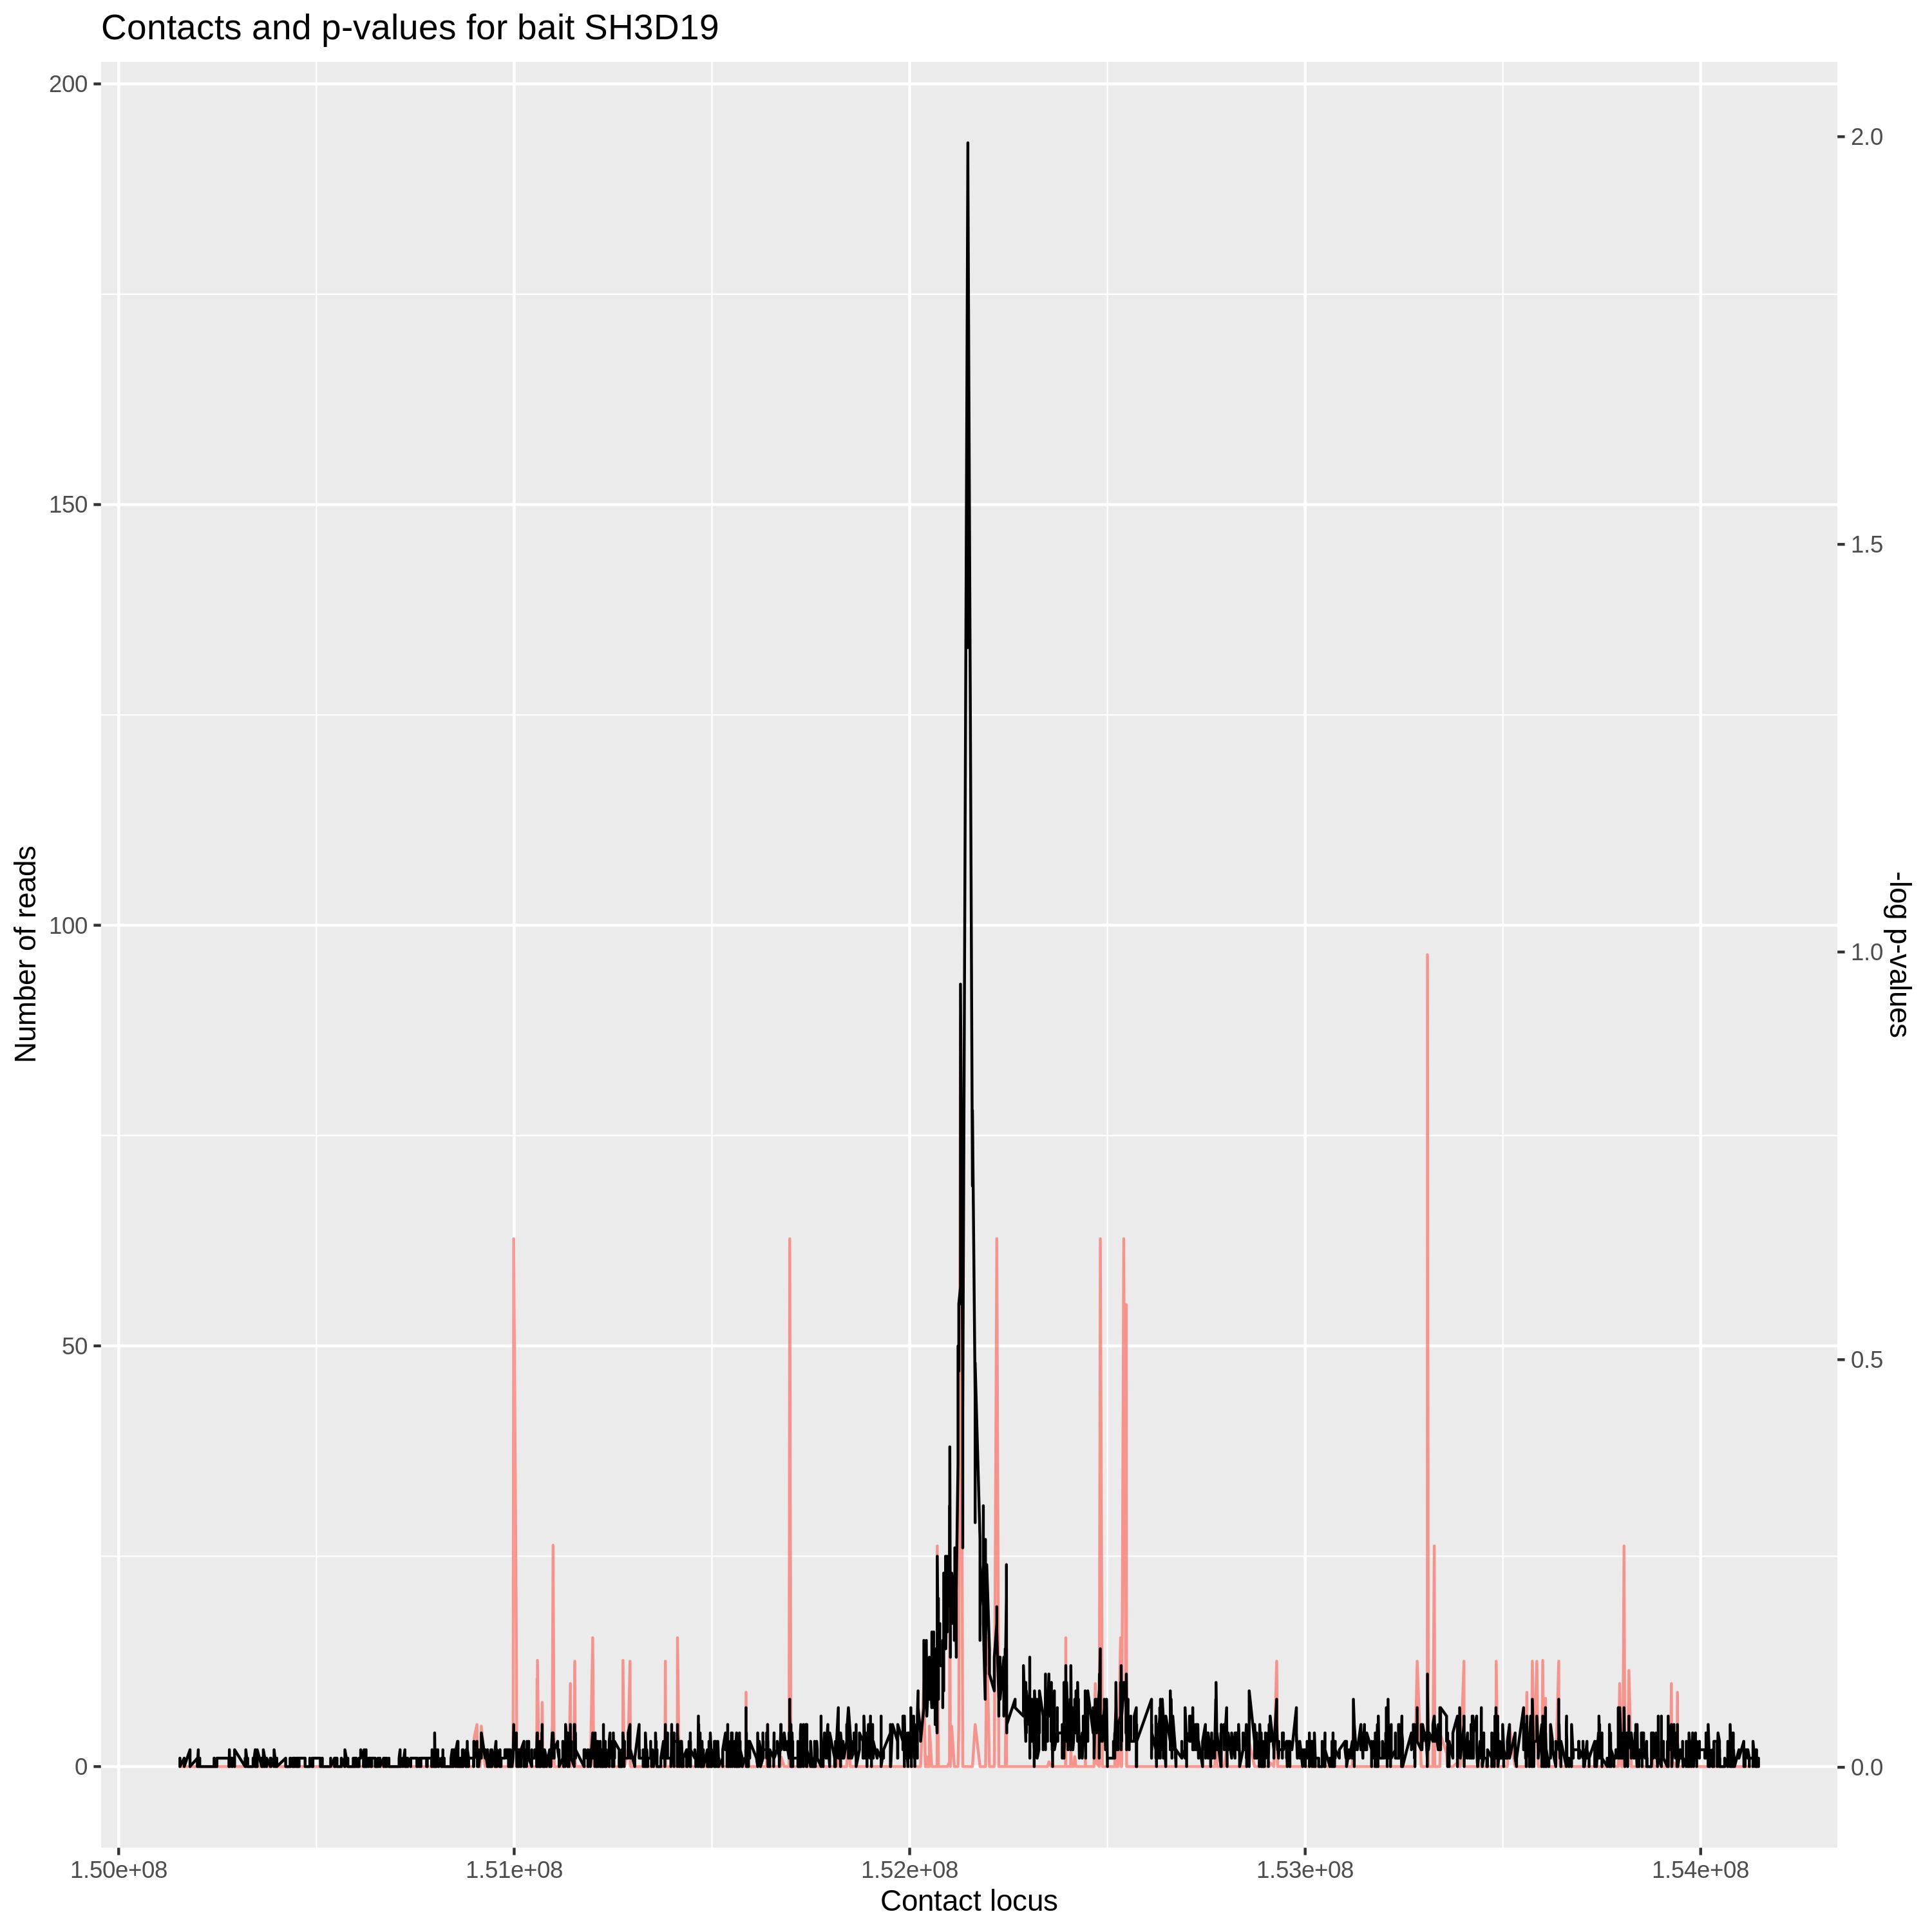 Contacts and p-values for bait SH3D19
200
150
100
50
0
Number of reads
2.0
1.5
1.0
0.5
0.0
-log p-values
1.50e+08
1.51e+08
1.52e+08
1.53e+08
1.54e+08
Contact locus